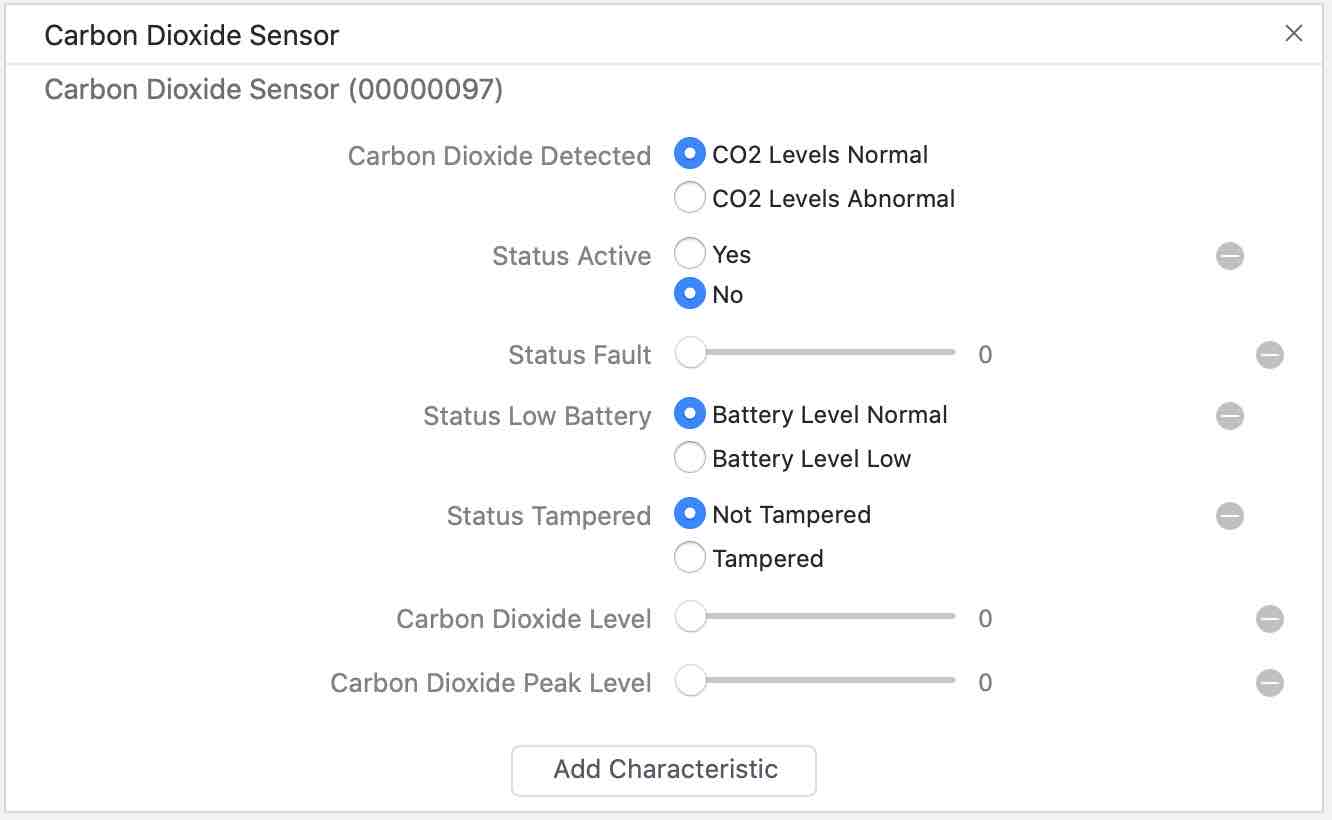 Carbon Dioxide Sensor
Carbon Dioxide Sensor (00000097)
Carbon Dioxide Detected CO2 Levels Normal
CO2 Levels Abnormal
Status Active Yes
No
Status Fault 0
Status Low Battery Battery Level Normal
Battery Level Low
Status Tampered Not Tampered
Tampered
Carbon Dioxide Level 0
Carbon Dioxide Peak Level 0
Add Characteristic